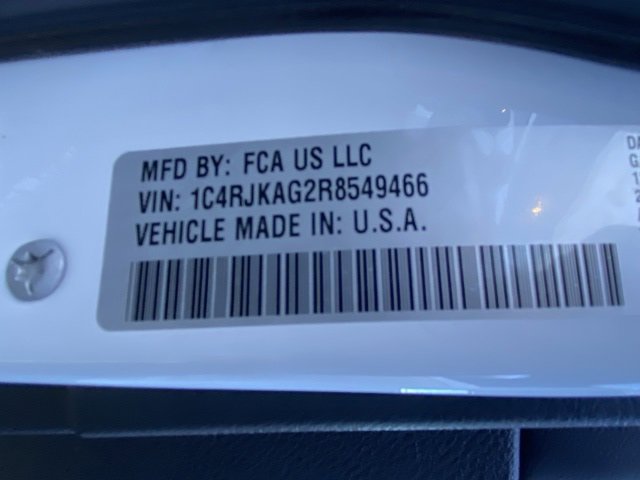 MFD BY: FCA US LLC
VIN: 1C4RJKAG2R8549466
VEHICLE MADE IN: U.S.A.